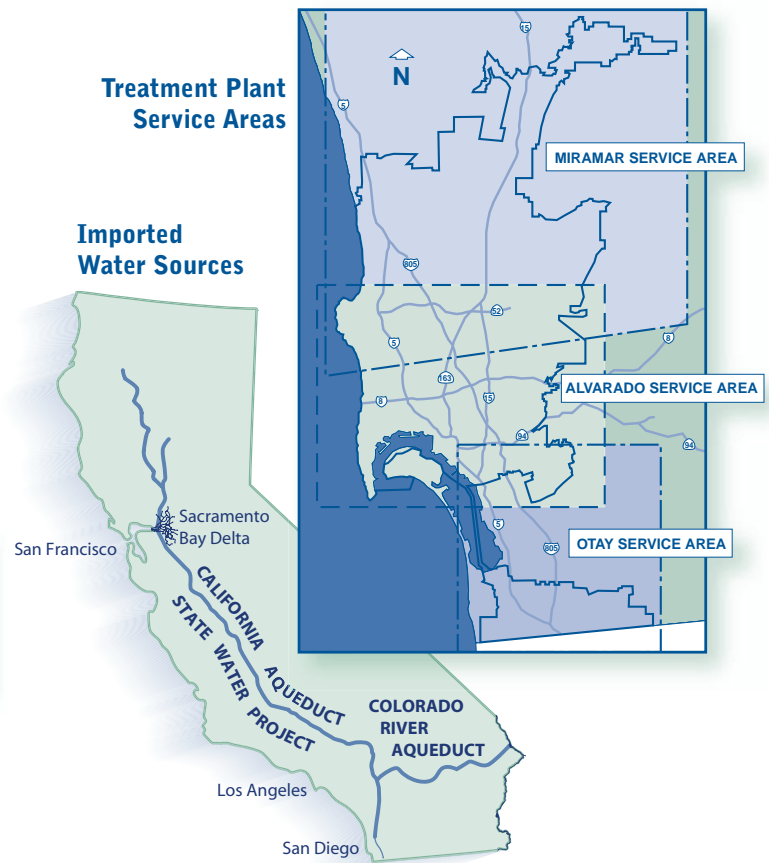 Treatment Plant
Service Areas
Imported
Water Sources
15
N
5
MIRAMAR SERVICE AREA
805
52
5
8
163
8
15
ALVARADO SERVICE AREA
94
94
5
805
OTAY SERVICE AREA
Sacramento
Bay Delta
San Francisco
CALIFORNIA
AQUEDUCT
STATE WATER
PROJECT
COLORADO
RIVER
AQUEDUCT
Los Angeles
San Diego